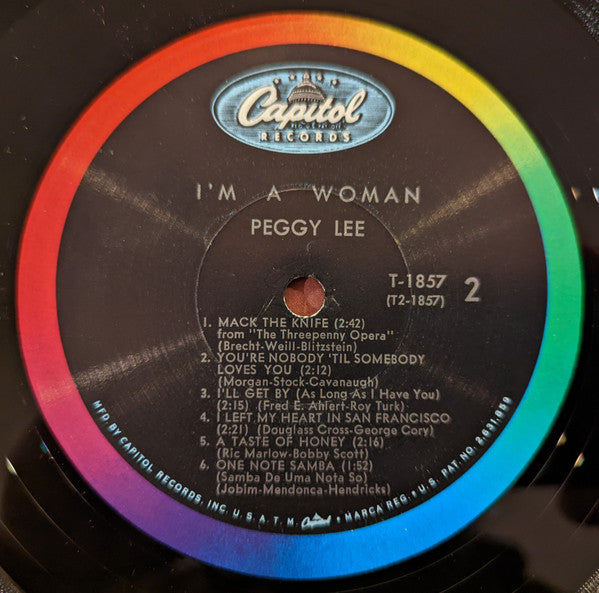 Capitol
RECORDS
I'M A WOMAN
PEGGY LEE
T-1857
(T2-1857)
2
1. MACK THE KNIFE (2:42)
from "The Threepenny Opera"
(Brecht-Weill-Blitzstein)
2. YOU'RE NOBODY 'TIL SOMEBODY
LOVES YOU (2:12)
(Morgan-Stock-Cavanaugh)
3. I'LL GET BY (As Long As I Have You)
(2:15) (Fred E. Ahlert-Roy Turk)
4. I LEFT MY HEART IN SAN FRANCISCO
(2:21) (Douglass Cross-George Cory)
5. A TASTE OF HONEY (2:16)
(Ric Marlow-Bobby Scott)
6. ONE NOTE SAMBA (1:52)
(Samba De Uma Nota So)
(Jobim-Mendonca-Hendricks)
MFD. BY CAPITOL RECORDS, INC. U.S.A. T.M. Capitol • MARCA REG. • U.S. PAT. NO. 2,631,859